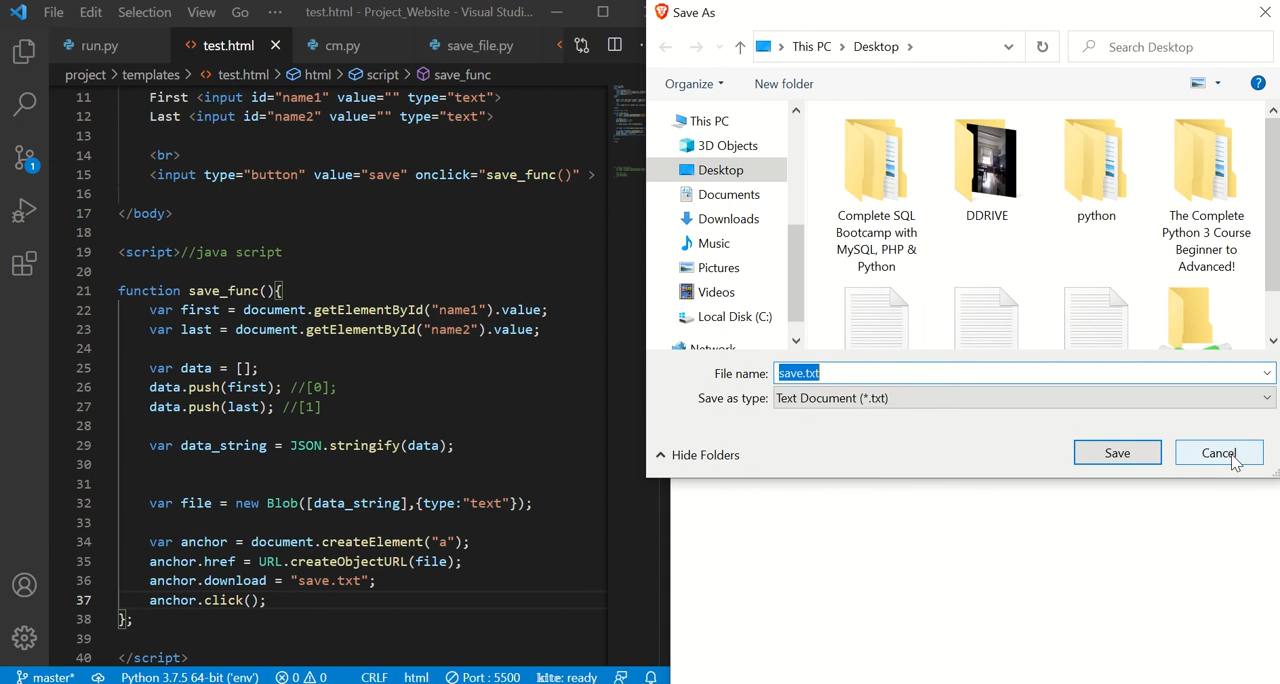 File Edit Selection View Go ··· test.html - Project_Website - Visual Studi...
run.py test.html cm.py save_file.py
project > templates > test.html > html > script > save_func
11 First <input id="name1" value="" type="text">
12 Last <input id="name2" value="" type="text">
13
14 <br>
15 <input type="button" value="save" onclick="save_func()" >
16
17 </body>
18
19 <script>//java script
20
21 function save_func(){
22 var first = document.getElementById("name1").value;
23 var last = document.getElementById("name2").value;
24
25 var data = [];
26 data.push(first); //[0];
27 data.push(last); //[1]
28
29 var data_string = JSON.stringify(data);
30
31
32 var file = new Blob([data_string],{type:"text"});
33
34 var anchor = document.createElement("a");
35 anchor.href = URL.createObjectURL(file);
36 anchor.download = "save.txt";
37 anchor.click();
38 };
39
40 </script>
1
master* Python 3.7.5 64-bit ('env') 0 0 CRLF html Port : 5500 kite: ready
Save As
This PC > Desktop >
Search Desktop
Organize New folder
?
This PC
3D Objects
Desktop
Documents
Downloads
Music
Pictures
Videos
Local Disk (C:)
Network
Complete SQL
Bootcamp with
MySQL, PHP &
Python
DDRIVE
python
The Complete
Python 3 Course
Beginner to
Advanced!
File name: save.txt
Save as type: Text Document (*.txt)
Hide Folders
Save
Cancel